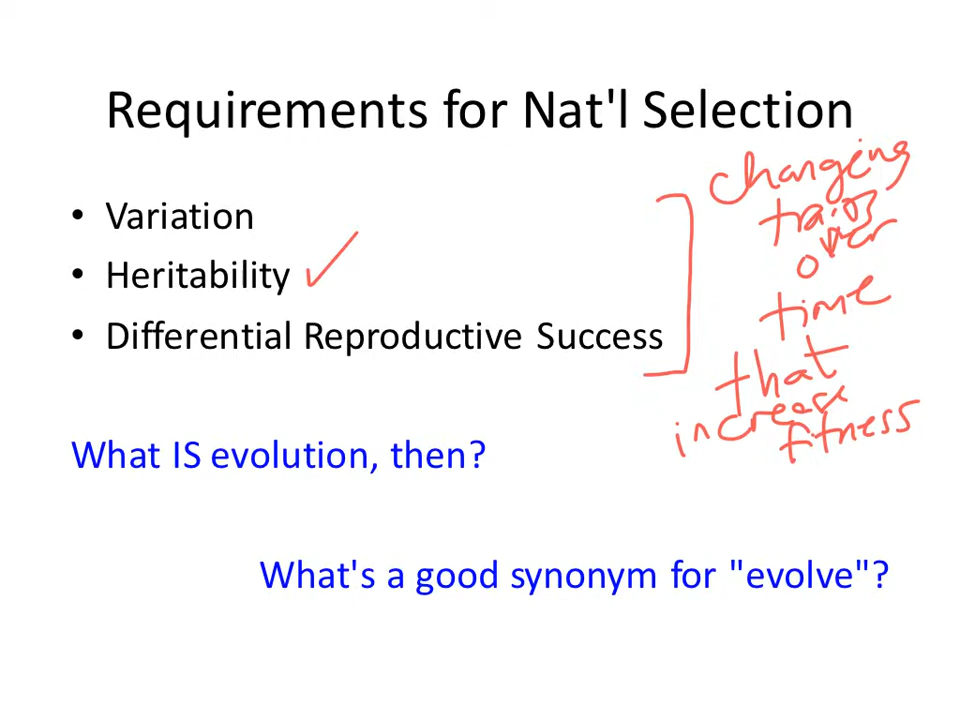 Requirements for Nat'l Selection
• Variation
• Heritability
• Differential Reproductive Success
changing
traits
over
time
that
increase
fitness
What IS evolution, then?
What's a good synonym for "evolve"?